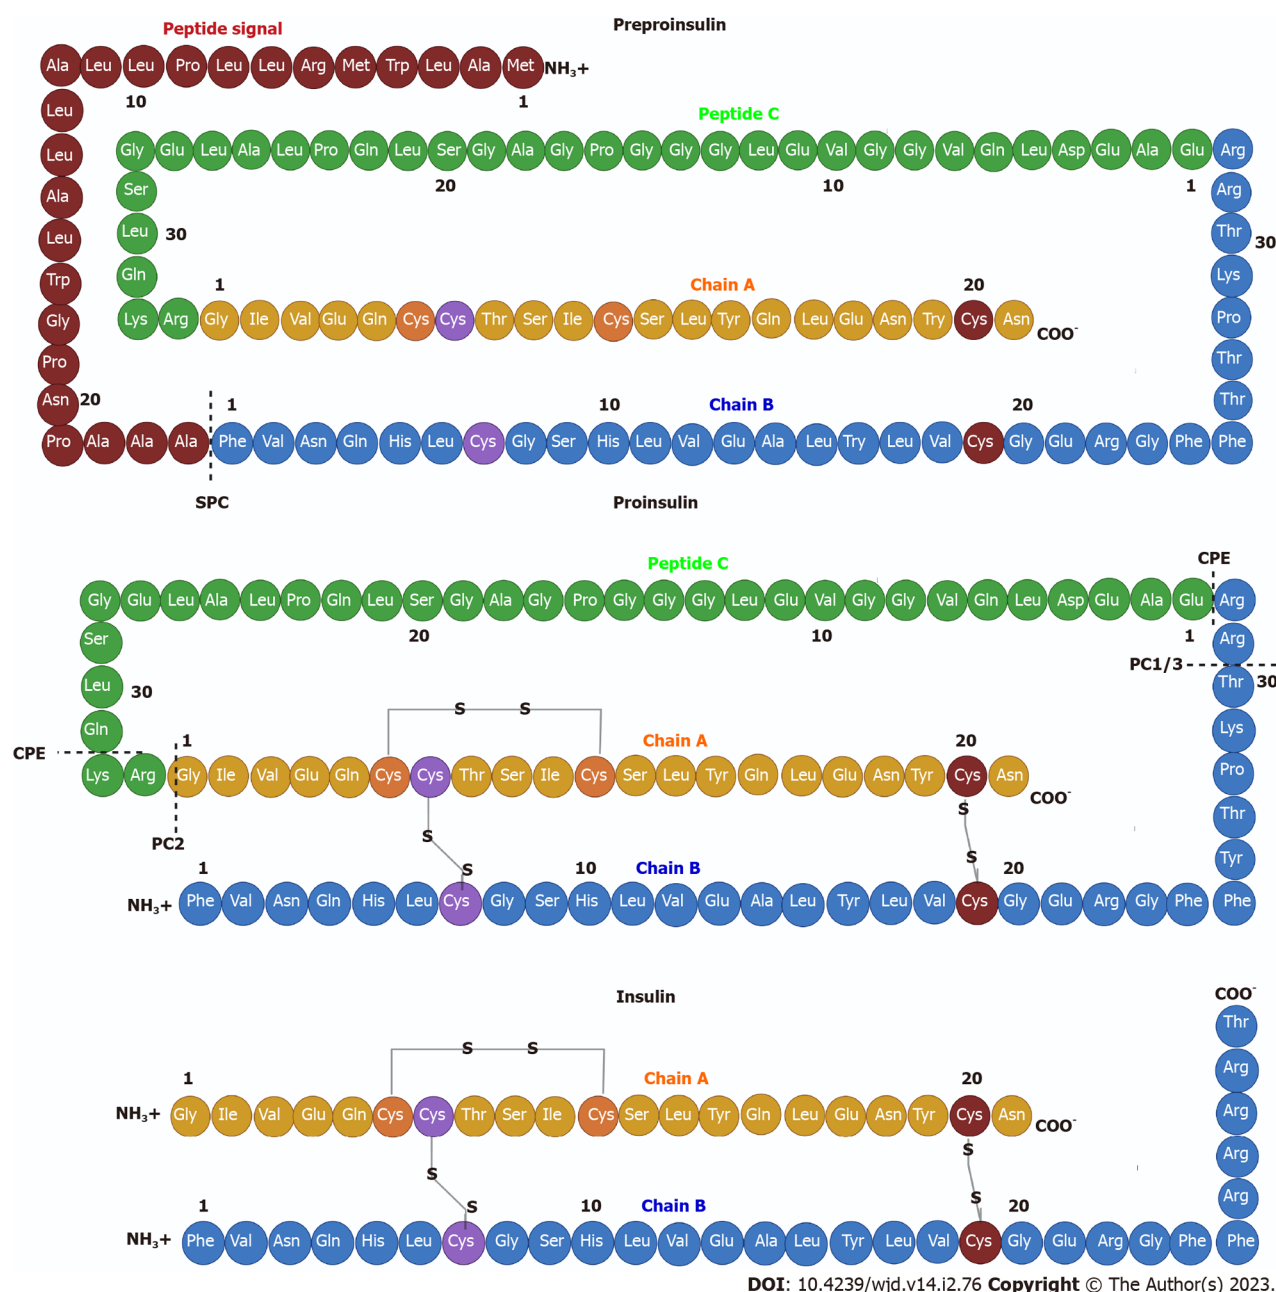 Preproinsulin
Peptide signal
Ala Leu Leu Pro Leu Leu Arg Met Trp Leu Ala Met NH₃+
10 1
Leu
Leu
Ala
Leu
Trp
Gly
Pro
Asn 20
Pro Ala Ala Ala
Peptide C
Gly Glu Leu Ala Leu Pro Gln Leu Ser Gly Ala Gly Pro Gly Gly Gly Leu Glu Val Gly Gly Val Gln Leu Asp Glu Ala Glu Arg
20 10 1
Ser
Leu 30
Gln
Arg
Thr 30
Lys
Pro
Thr
Thr
1 Chain A 20
Lys Arg Gly Ile Val Glu Gln Cys Cys Thr Ser Ile Cys Ser Leu Tyr Gln Leu Glu Asn Try Cys Asn COO⁻
1 10 Chain B 20
Phe Val Asn Gln His Leu Cys Gly Ser His Leu Val Glu Ala Leu Try Leu Val Cys Gly Glu Arg Gly Phe Phe
SPC
Proinsulin
Peptide C CPE
Gly Glu Leu Ala Leu Pro Gln Leu Ser Gly Ala Gly Pro Gly Gly Gly Leu Glu Val Gly Gly Val Gln Leu Asp Glu Ala Glu Arg
20 10 1
Ser
Leu 30
Gln
CPE
Arg
PC1/3
Thr 30
Lys
Pro
Thr
Tyr
S S
1 Chain A 20
Lys Arg Gly Ile Val Glu Gln Cys Cys Thr Ser Ile Cys Ser Leu Tyr Gln Leu Glu Asn Tyr Cys Asn COO⁻
PC2
S S
S S
1 10 Chain B 20
NH₃+ Phe Val Asn Gln His Leu Cys Gly Ser His Leu Val Glu Ala Leu Tyr Leu Val Cys Gly Glu Arg Gly Phe Phe
Insulin
COO⁻
Thr
Arg
Arg
Arg
Arg
S S
1 Chain A 20
NH₃+ Gly Ile Val Glu Gln Cys Cys Thr Ser Ile Cys Ser Leu Tyr Gln Leu Glu Asn Tyr Cys Asn COO⁻
S S
S S
1 10 Chain B 20
NH₃+ Phe Val Asn Gln His Leu Cys Gly Ser His Leu Val Glu Ala Leu Tyr Leu Val Cys Gly Glu Arg Gly Phe Phe
DOI: 10.4239/wjd.v14.i2.76 Copyright © The Author(s) 2023.